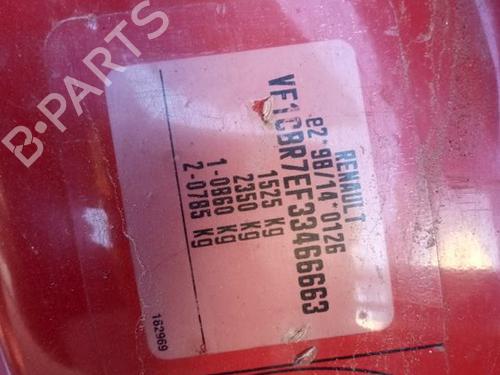 RENAULT
e2*98/14*0126
VF1CBR7EF33466663
1525 kg
2350 kg
1-0860 kg
2-0785 kg
182969
B-PARTS